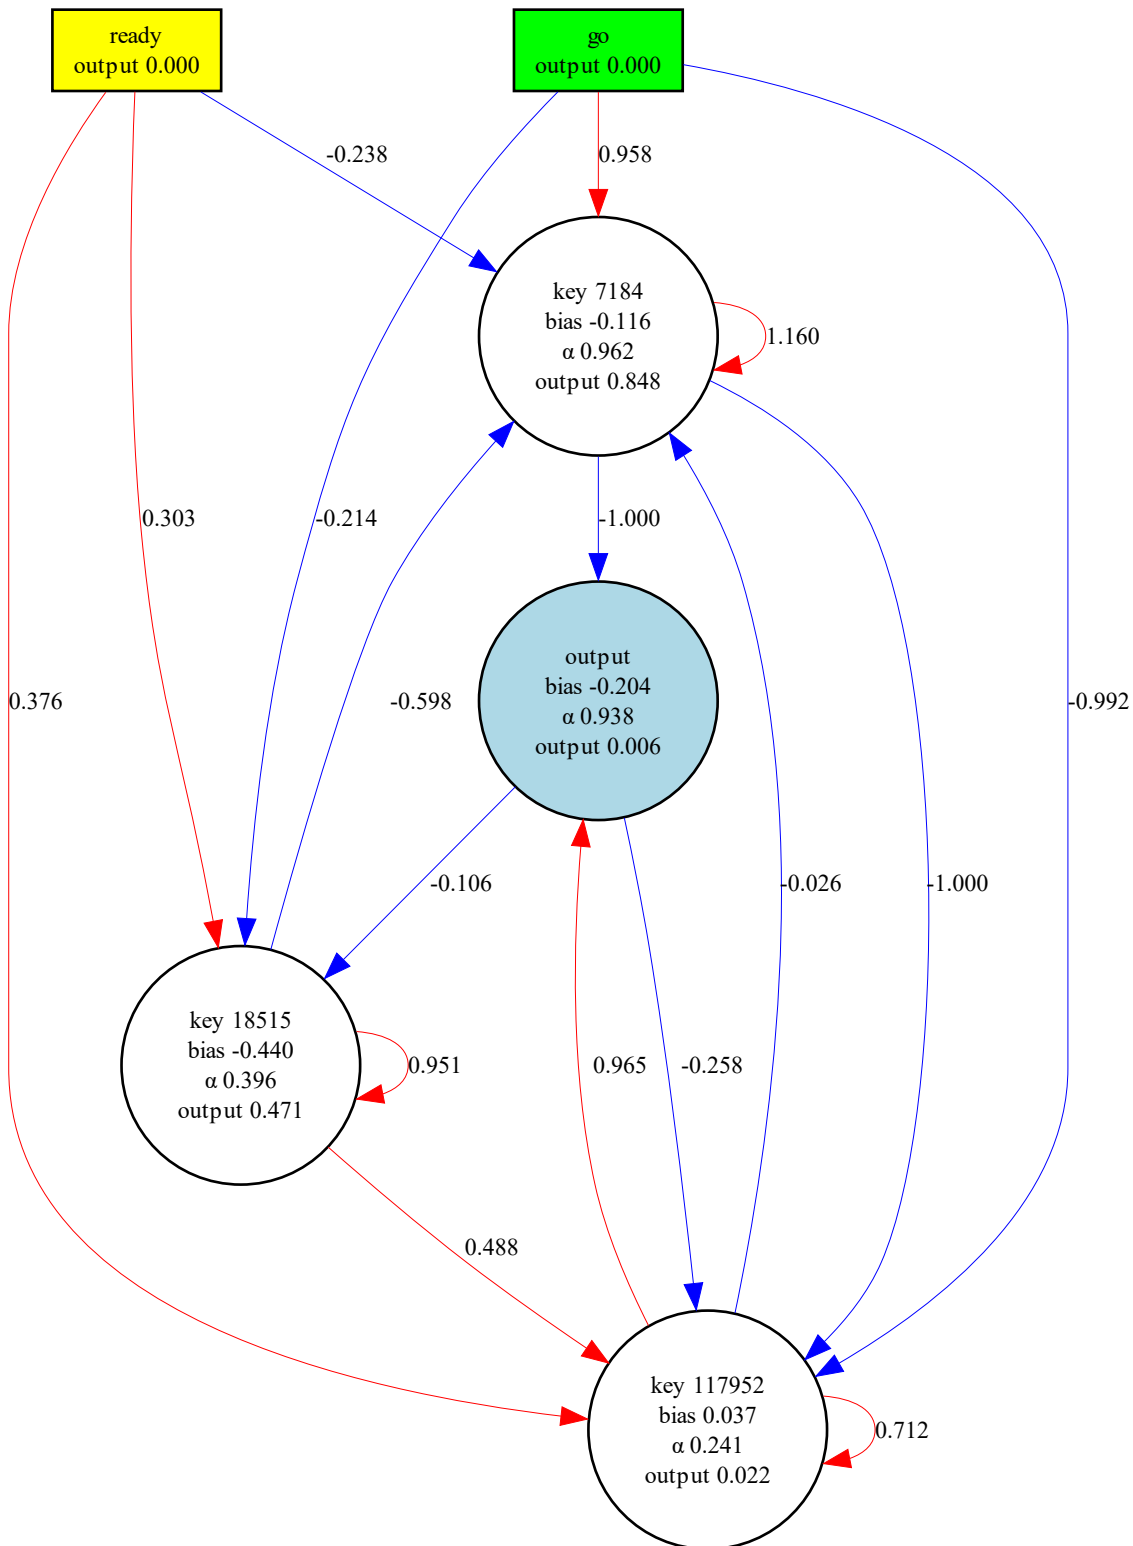 ready
output 0.000
go
output 0.000
-0.238
0.958
key 7184
bias -0.116
α 0.962
output 0.848
1.160
0.303
-0.214
-1.000
output
bias -0.204
α 0.938
output 0.006
0.376
-0.598
-0.992
-0.106
-0.026
-1.000
key 18515
bias -0.440
α 0.396
output 0.471
0.951
0.965
-0.258
0.488
key 117952
bias 0.037
α 0.241
output 0.022
0.712